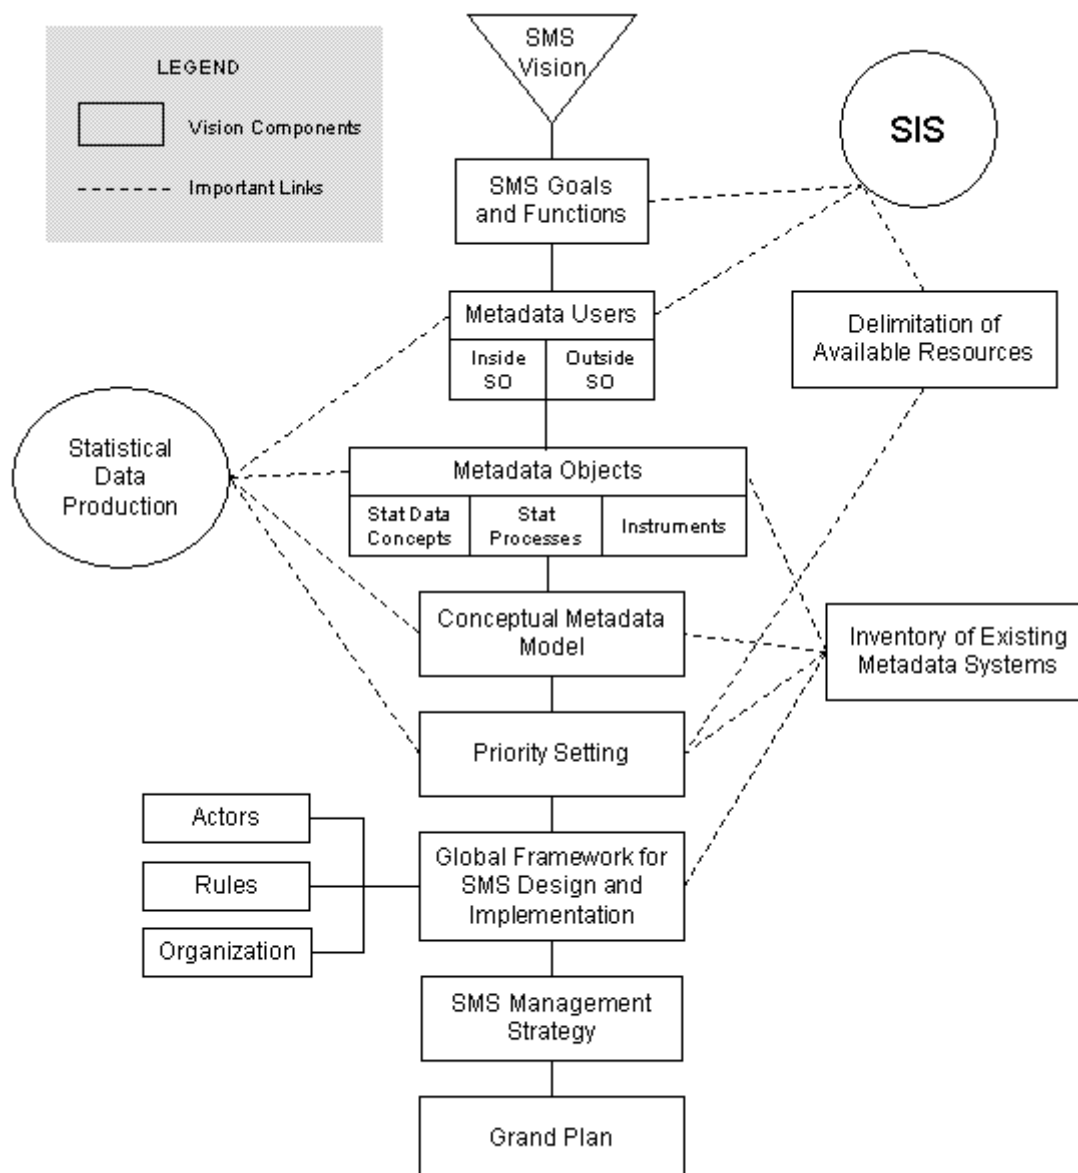 LEGEND
Vision Components
Important Links
SMS
Vision
SIS
SMS Goals
and Functions
Metadata Users
Inside
SO
Outside
SO
Delimitation of
Available Resources
Statistical
Data
Production
Metadata Objects
Stat Data
Concepts
Stat
Processes
Instruments
Conceptual Metadata
Model
Inventory of Existing
Metadata Systems
Priority Setting
Actors
Rules
Organization
Global Framework for
SMS Design and
Implementation
SMS Management
Strategy
Grand Plan